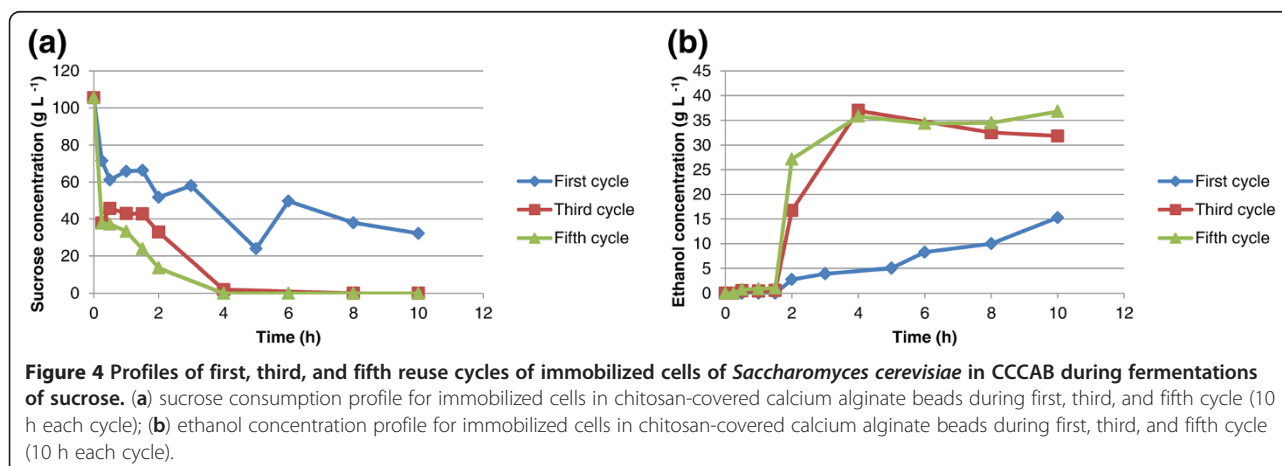 (a)
120
100
80
60
40
20
0
Sucrose concentration (g L -1)
0 2 4 6 8 10 12
Time (h)
First cycle
Third cycle
Fifth cycle
(b)
45
40
35
30
25
20
15
10
5
0
Ethanol concentration (g L -1)
0 2 4 6 8 10 12
Time (h)
First cycle
Third cycle
Fifth cycle
Figure 4 Profiles of first, third, and fifth reuse cycles of immobilized cells of Saccharomyces cerevisiae in CCCAB during fermentations
of sucrose. (a) sucrose consumption profile for immobilized cells in chitosan-covered calcium alginate beads during first, third, and fifth cycle (10
h each cycle); (b) ethanol concentration profile for immobilized cells in chitosan-covered calcium alginate beads during first, third, and fifth cycle
(10 h each cycle).